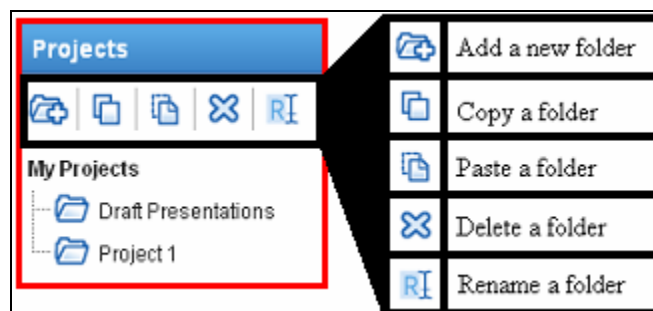 Projects
My Projects
Draft Presentations
Project 1
Add a new folder
Copy a folder
Paste a folder
Delete a folder
Rename a folder